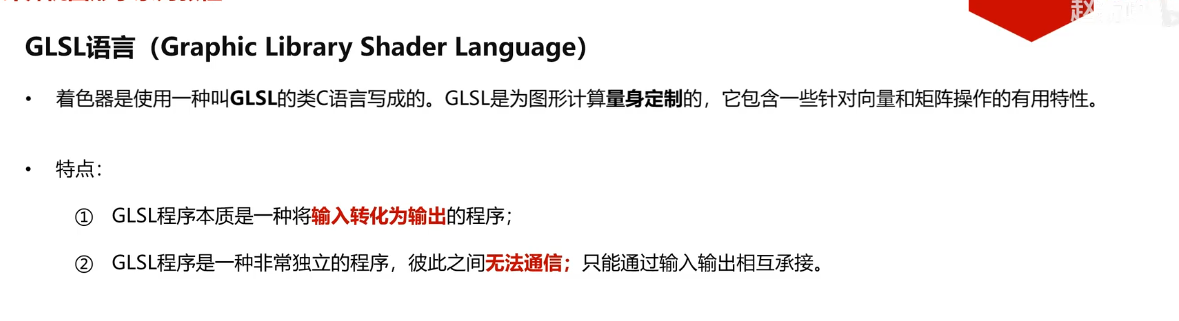 GLSL语言（Graphic Library Shader Language）
• 着色器是使用一种叫GLSL的类C语言写成的。GLSL是为图形计算量身定制的，它包含一些针对向量和矩阵操作的有用特性。
• 特点：
① GLSL程序本质是一种将输入转化为输出的程序；
② GLSL程序是一种非常独立的程序，彼此之间无法通信；只能通过输入输出相互承接。